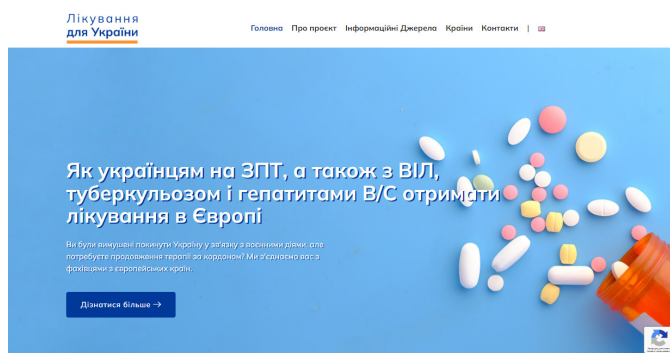 Лікування
для України
Головна Про проєкт Інформаційні Джерела Країни Контакти |
Як українцям на ЗПТ, а також з ВІЛ,
туберкульозом і гепатитами В/С отримати
лікування в Європі
Ви були вимушені покинути Україну у зв'язку з воєнними діями, але
потребуєте продовження терапії за кордоном? Ми з'єднаємо вас з
фахівцями з європейських країн.
Дізнатися більше →